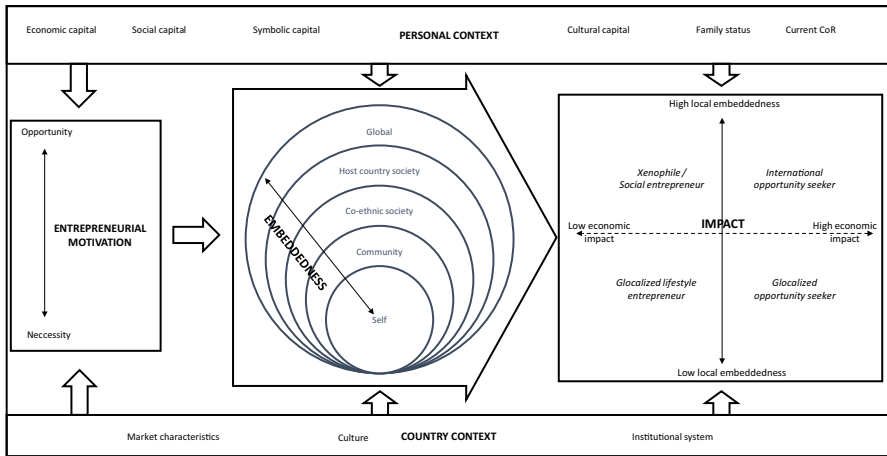 Economic capital
Social capital
Symbolic capital
PERSONAL CONTEXT
Cultural capital
Family status
Current CoR
Opportunity
ENTREPRENEURIAL
MOTIVATION
Neccessity
Global
Host country society
Co-ethnic society
Community
Self
EMBEDDEDNESS
High local embeddedness
Xenophile /
Social entrepreneur
International
opportunity seeker
Low economic
impact
IMPACT
High economic
impact
Glocalized lifestyle
entrepreneur
Glocalized
opportunity seeker
Low local embeddedness
Market characteristics
Culture
COUNTRY CONTEXT
Institutional system